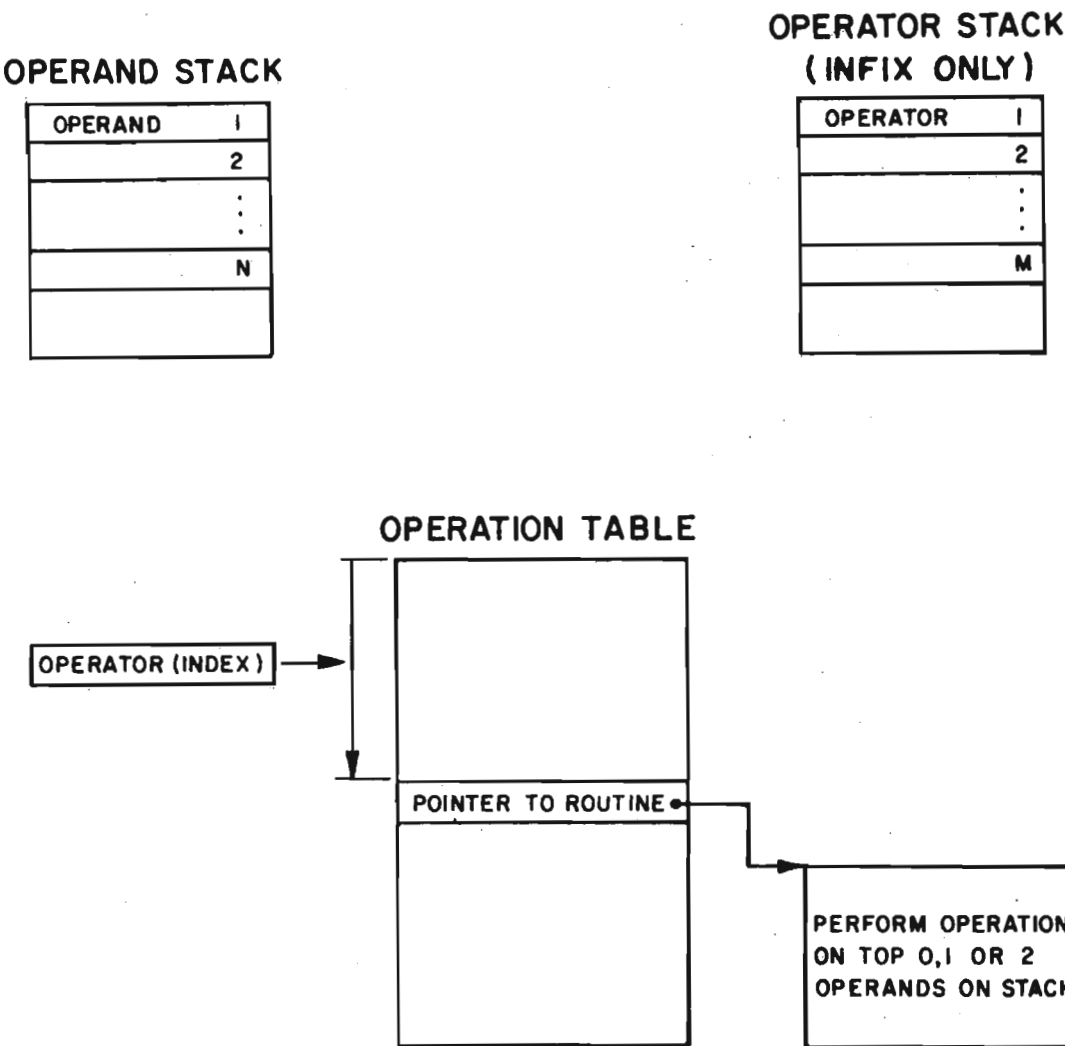 OPERAND STACK
OPERAND 1
2
.
.
.
N
OPERATOR STACK
(INFIX ONLY)
OPERATOR 1
2
.
.
.
M
OPERATION TABLE
OPERATOR (INDEX)
POINTER TO ROUTINE
PERFORM OPERATION
ON TOP 0,1 OR 2
OPERANDS ON STACK